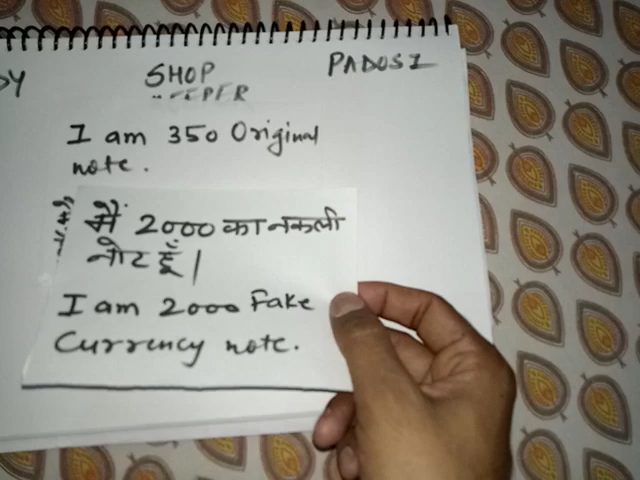 SHOP PADOSI
I am 350 Original
note.
मैं 2000 का नकली
नोट हूँ।
I am 2000 Fake
Currency note.